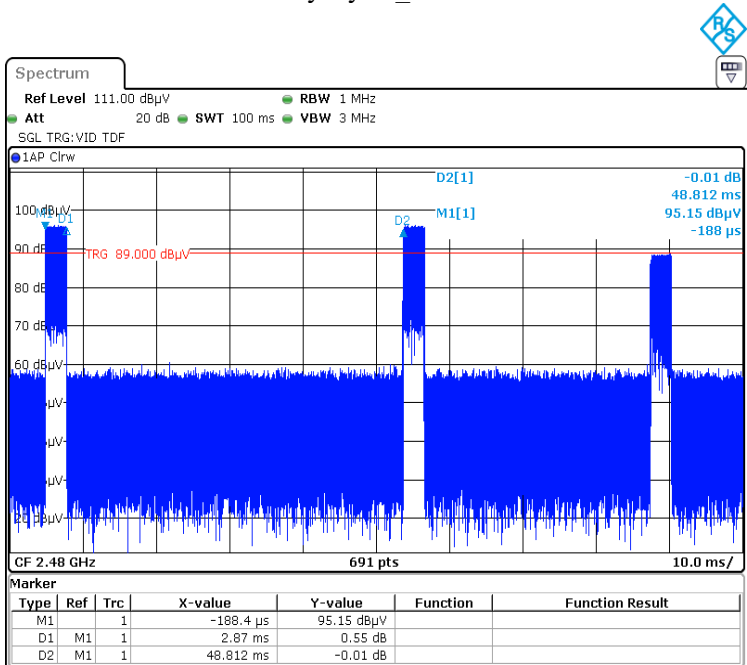 R&S
Spectrum
Ref Level 111.00 dBµV RBW 1 MHz
Att 20 dB SWT 100 ms VBW 3 MHz
SGL TRG:VID TDF
1AP Clrw
D2[1] -0.01 dB
48.812 ms
M1[1] 95.15 dBµV
-188 µs
100 dBµV
M1 D1
D2
90 dB
TRG 89.000 dBµV
80 dB
70 dB
60 dBµV
µV
µV
µV
20 dBµV
CF 2.48 GHz 691 pts 10.0 ms/
Marker
Type Ref Trc X-value Y-value Function Function Result
M1 1 -188.4 µs 95.15 dBµV
D1 M1 1 2.87 ms 0.55 dB
D2 M1 1 48.812 ms -0.01 dB